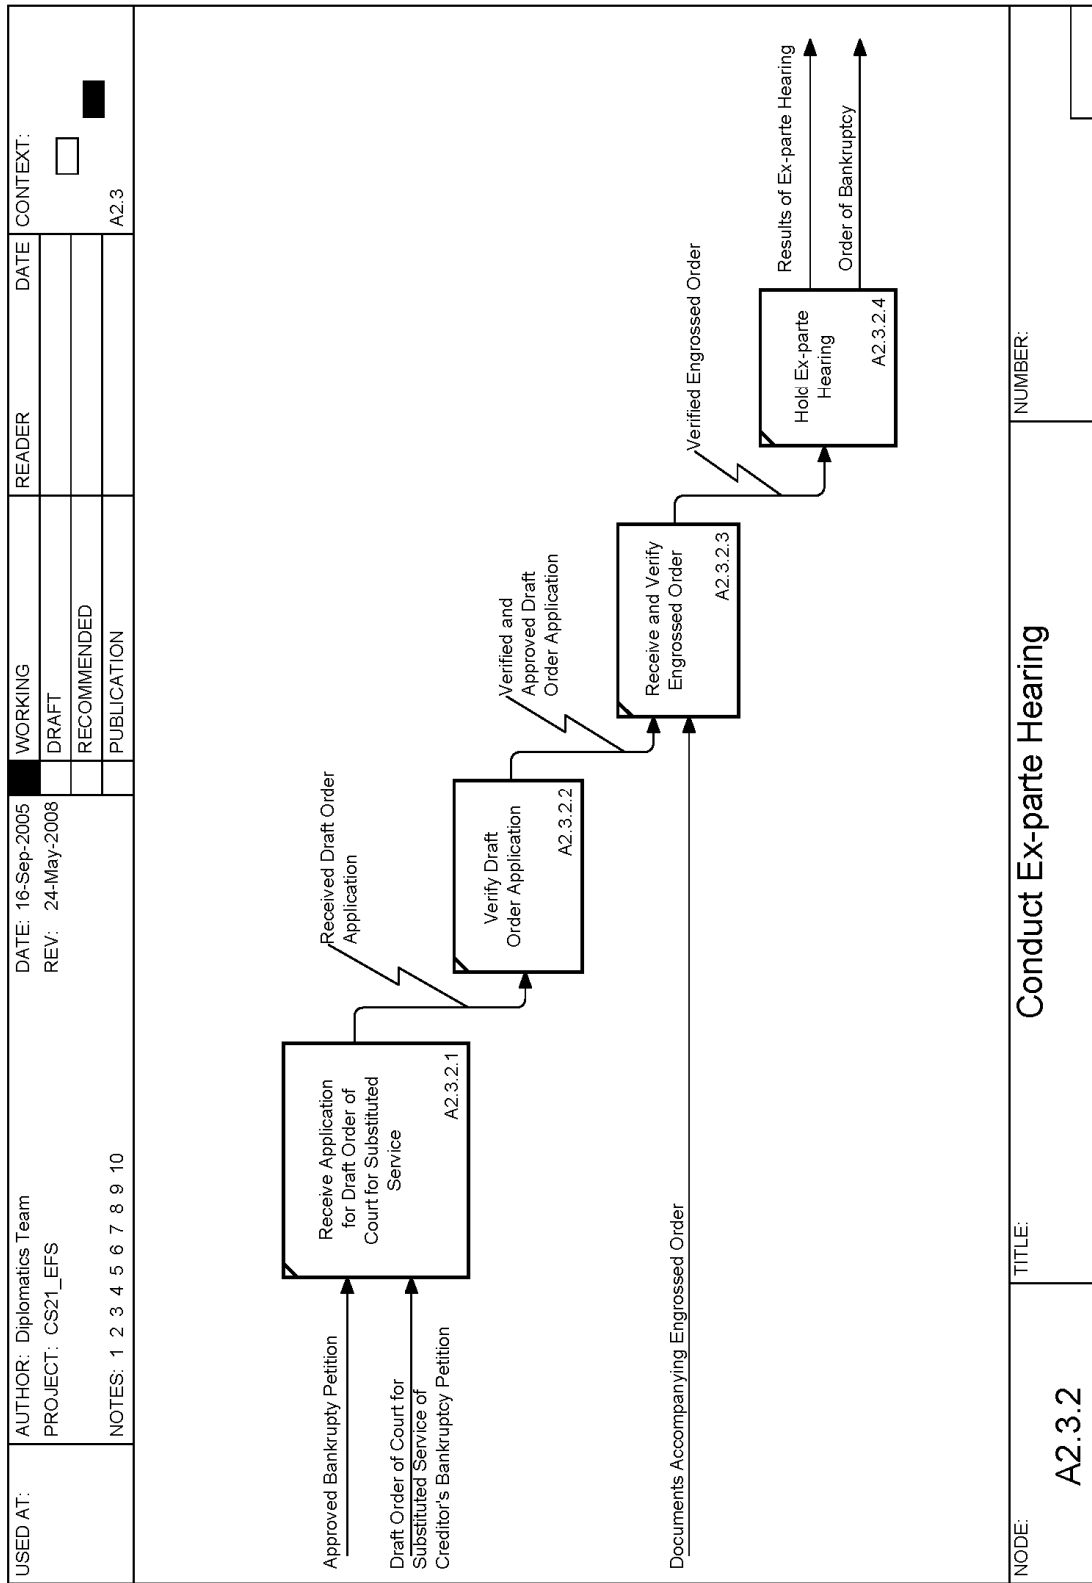 USED AT:
AUTHOR: Diplomatics Team
PROJECT: CS21_EFS
NOTES: 1 2 3 4 5 6 7 8 9 10
DATE: 16-Sep-2005
REV: 24-May-2008
WORKING
DRAFT
RECOMMENDED
PUBLICATION
READER
DATE
CONTEXT:
A2.3
Approved Bankrupty Petition
Draft Order of Court for
Substituted Service of
Creditor's Bankruptcy Petition
Receive Application
for Draft Order of
Court for Substituted
Service
A2.3.2.1
Received Draft Order
Application
Verify Draft
Order Application
A2.3.2.2
Verified and
Approved Draft
Order Application
Documents Accompanying Engrossed Order
Receive and Verify
Engrossed Order
A2.3.2.3
Verified Engrossed Order
Hold Ex-parte
Hearing
A2.3.2.4
Results of Ex-parte Hearing
Order of Bankruptcy
NODE:
A2.3.2
TITLE:
Conduct Ex-parte Hearing
NUMBER: